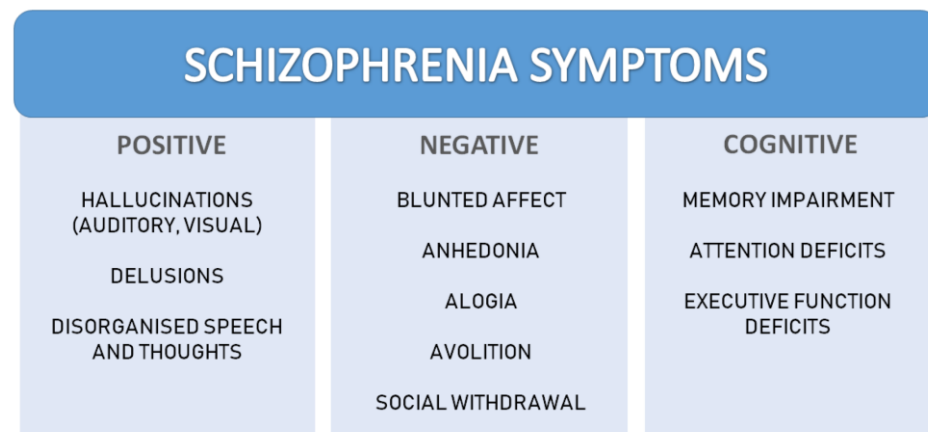 SCHIZOPHRENIA SYMPTOMS
POSITIVE
HALLUCINATIONS
(AUDITORY, VISUAL)
DELUSIONS
DISORGANISED SPEECH
AND THOUGHTS
NEGATIVE
BLUNTED AFFECT
ANHEDONIA
ALOGIA
AVOLITION
SOCIAL WITHDRAWAL
COGNITIVE
MEMORY IMPAIRMENT
ATTENTION DEFICITS
EXECUTIVE FUNCTION
DEFICITS